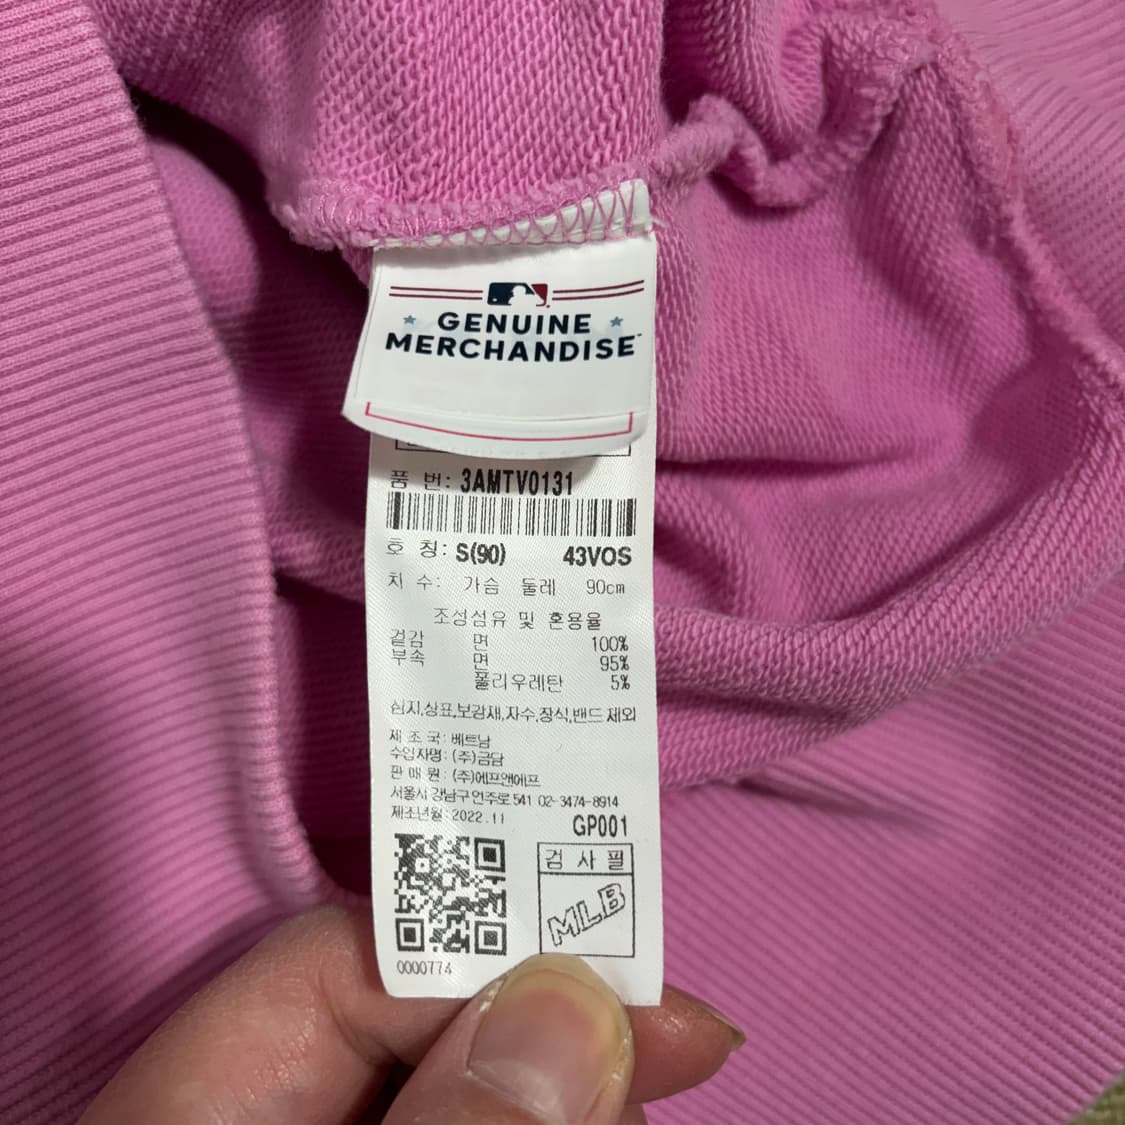 GENUINE
MERCHANDISE™
품 번: 3AMTV0131
호 칭: S(90) 43VOS
치 수: 가슴 둘레 90cm
조성섬유 및 혼용율
겉감 면 100%
부속 면 95%
폴리우레탄 5%
심지,상표,보강재,자수,장식,밴드 제외
제 조 국: 베트남
수입자명: (주)금담
판 매 원: (주)에프앤에프
서울시 강남구 언주로 541 02-3474-8914
제조년월: 2022.11
GP001
검 사 필
MLB
0000774